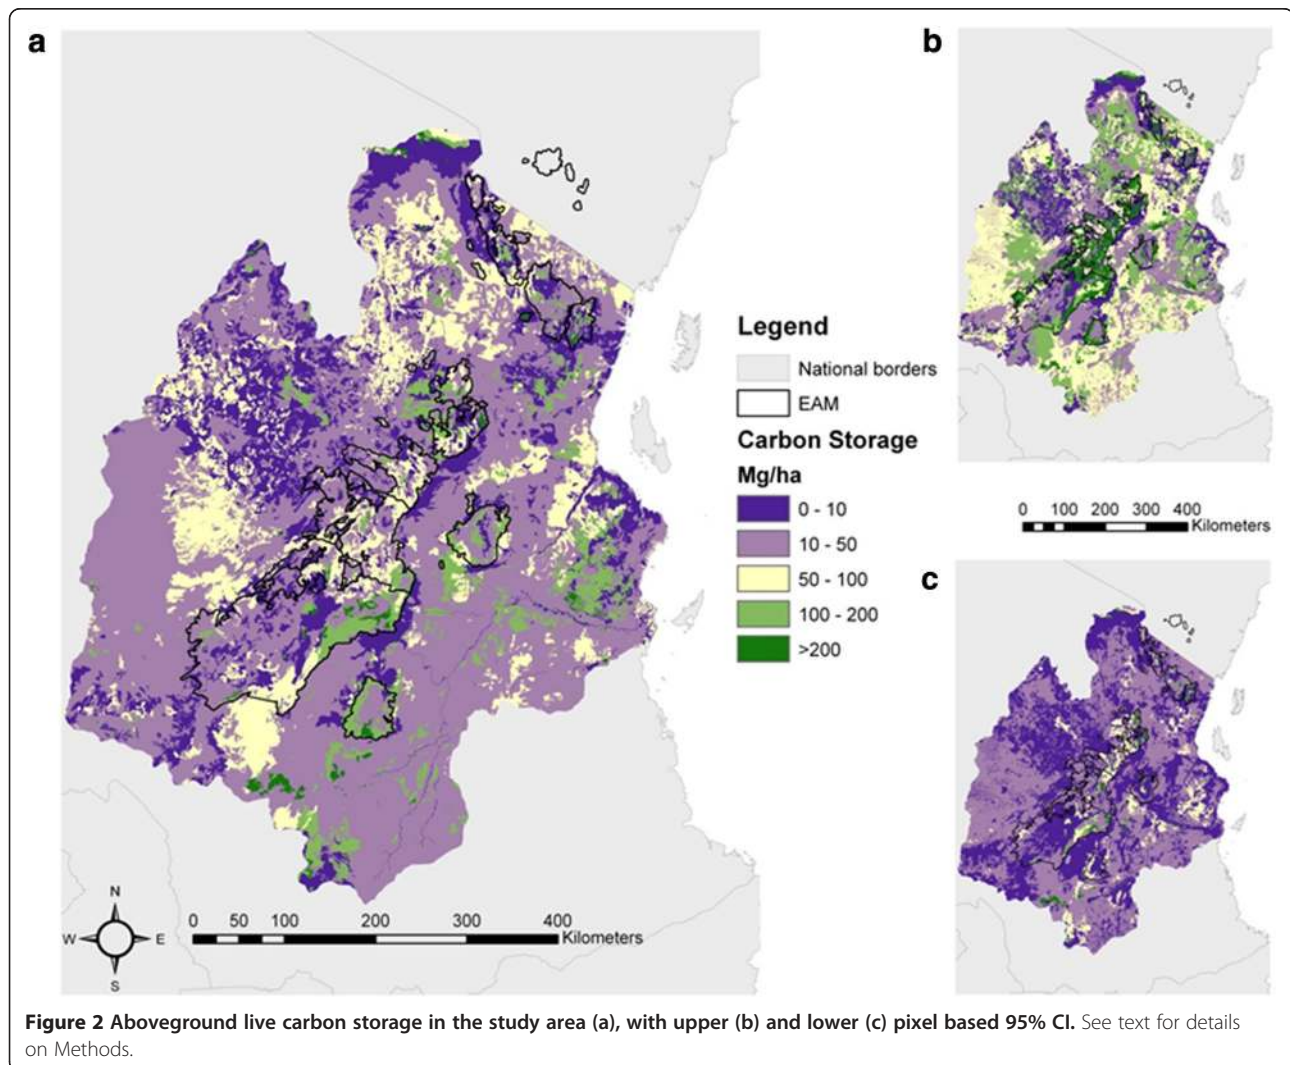 a
b
Legend
National borders
EAM
Carbon Storage
Mg/ha
0 - 10
10 - 50
50 - 100
100 - 200
>200
0 100 200 300 400
Kilometers
c
N
W E
S
0 50 100 200 300 400
Kilometers
Figure 2 Aboveground live carbon storage in the study area (a), with upper (b) and lower (c) pixel based 95% CI. See text for details
on Methods.